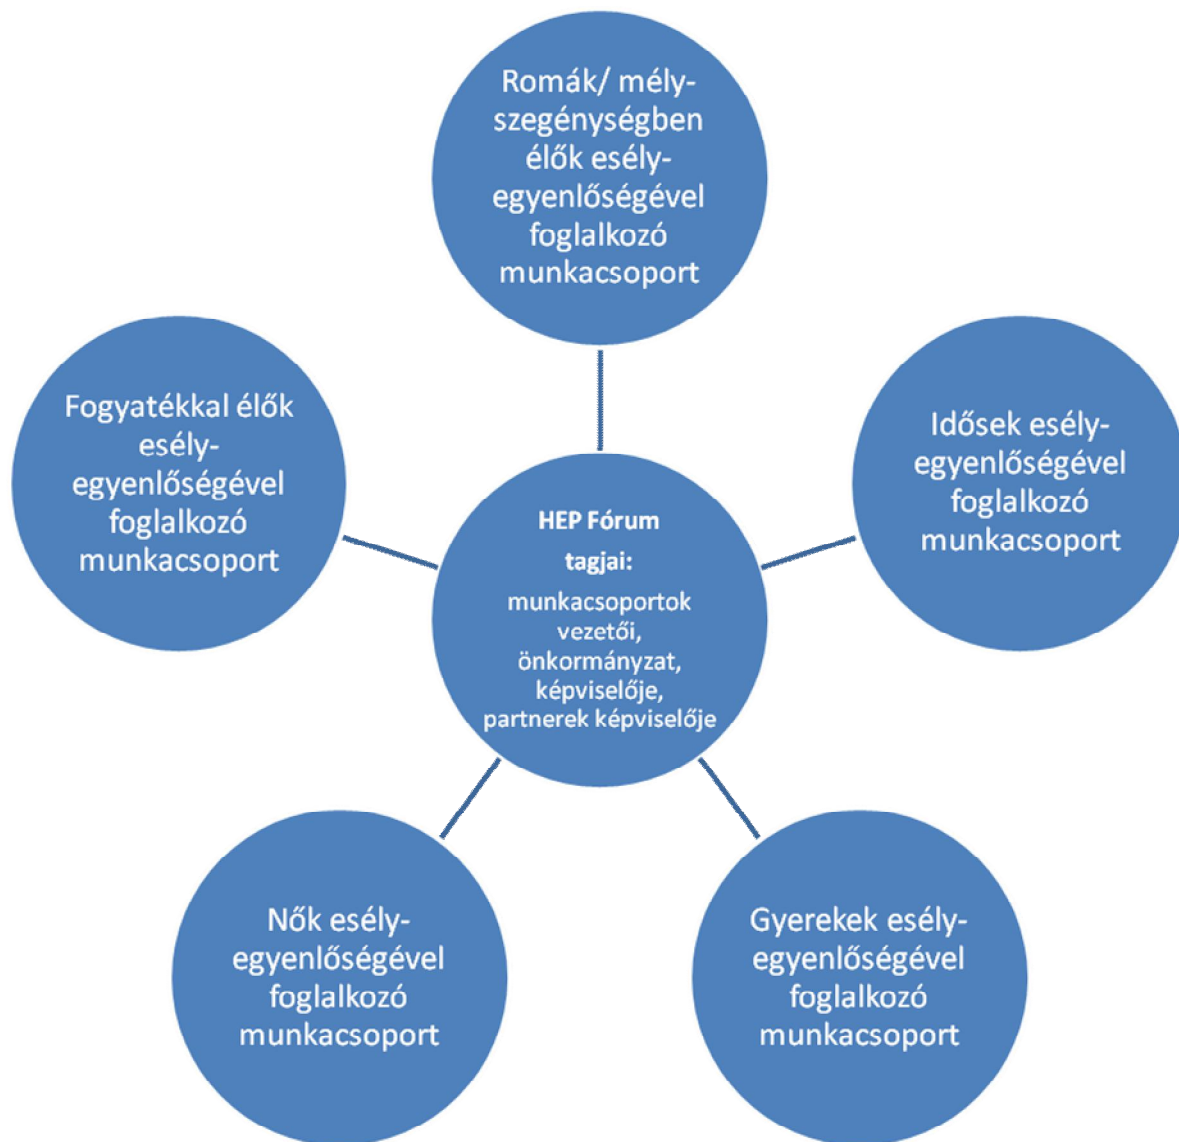 Romák/ mély-
szegénységben
élők esély-
egyenlőségével
foglalkozó
munkacsoport
Fogyatékkal élők
esély-
egyenlőségével
foglalkozó
munkacsoport
Idősek esély-
egyenlőségével
foglalkozó
munkacsoport
HEP Fórum
tagjai:
munkacsoportok
vezetői,
önkormányzat,
képviselője,
partnerek képviselője
Nők esély-
egyenlőségével
foglalkozó
munkacsoport
Gyerekek esély-
egyenlőségével
foglalkozó
munkacsoport